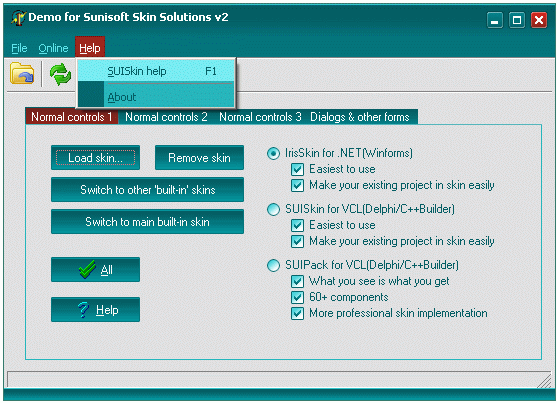 Demo for Sunisoft Skin Solutions v2
File Online Help
SUISkin help F1
About
Normal controls 1 Normal controls 2 Normal controls 3 Dialogs & other forms
Load skin... Remove skin
Switch to other 'built-in' skins
Switch to main built-in skin
All
Help
IrisSkin for .NET(Winforms)
Easiest to use
Make your existing project in skin easily
SUISkin for VCL(Delphi/C++Builder)
Easiest to use
Make your existing project in skin easily
SUIPack for VCL(Delphi/C++Builder)
What you see is what you get
60+ components
More professional skin implementation